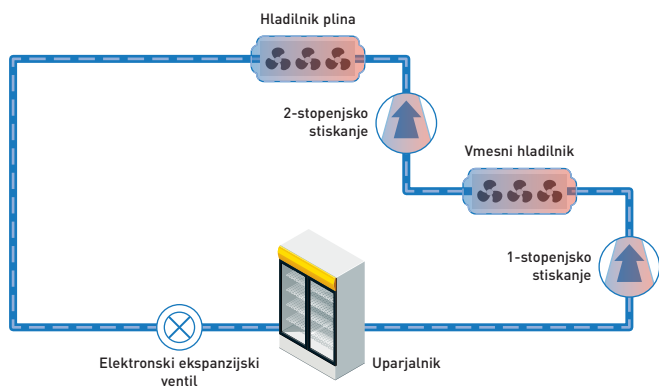 Hladilnik plina
2-stopenjsko
stiskanje
Vmesni hladilnik
1-stopenjsko
stiskanje
Elektronski ekspanzijski
ventil
Uparjalnik